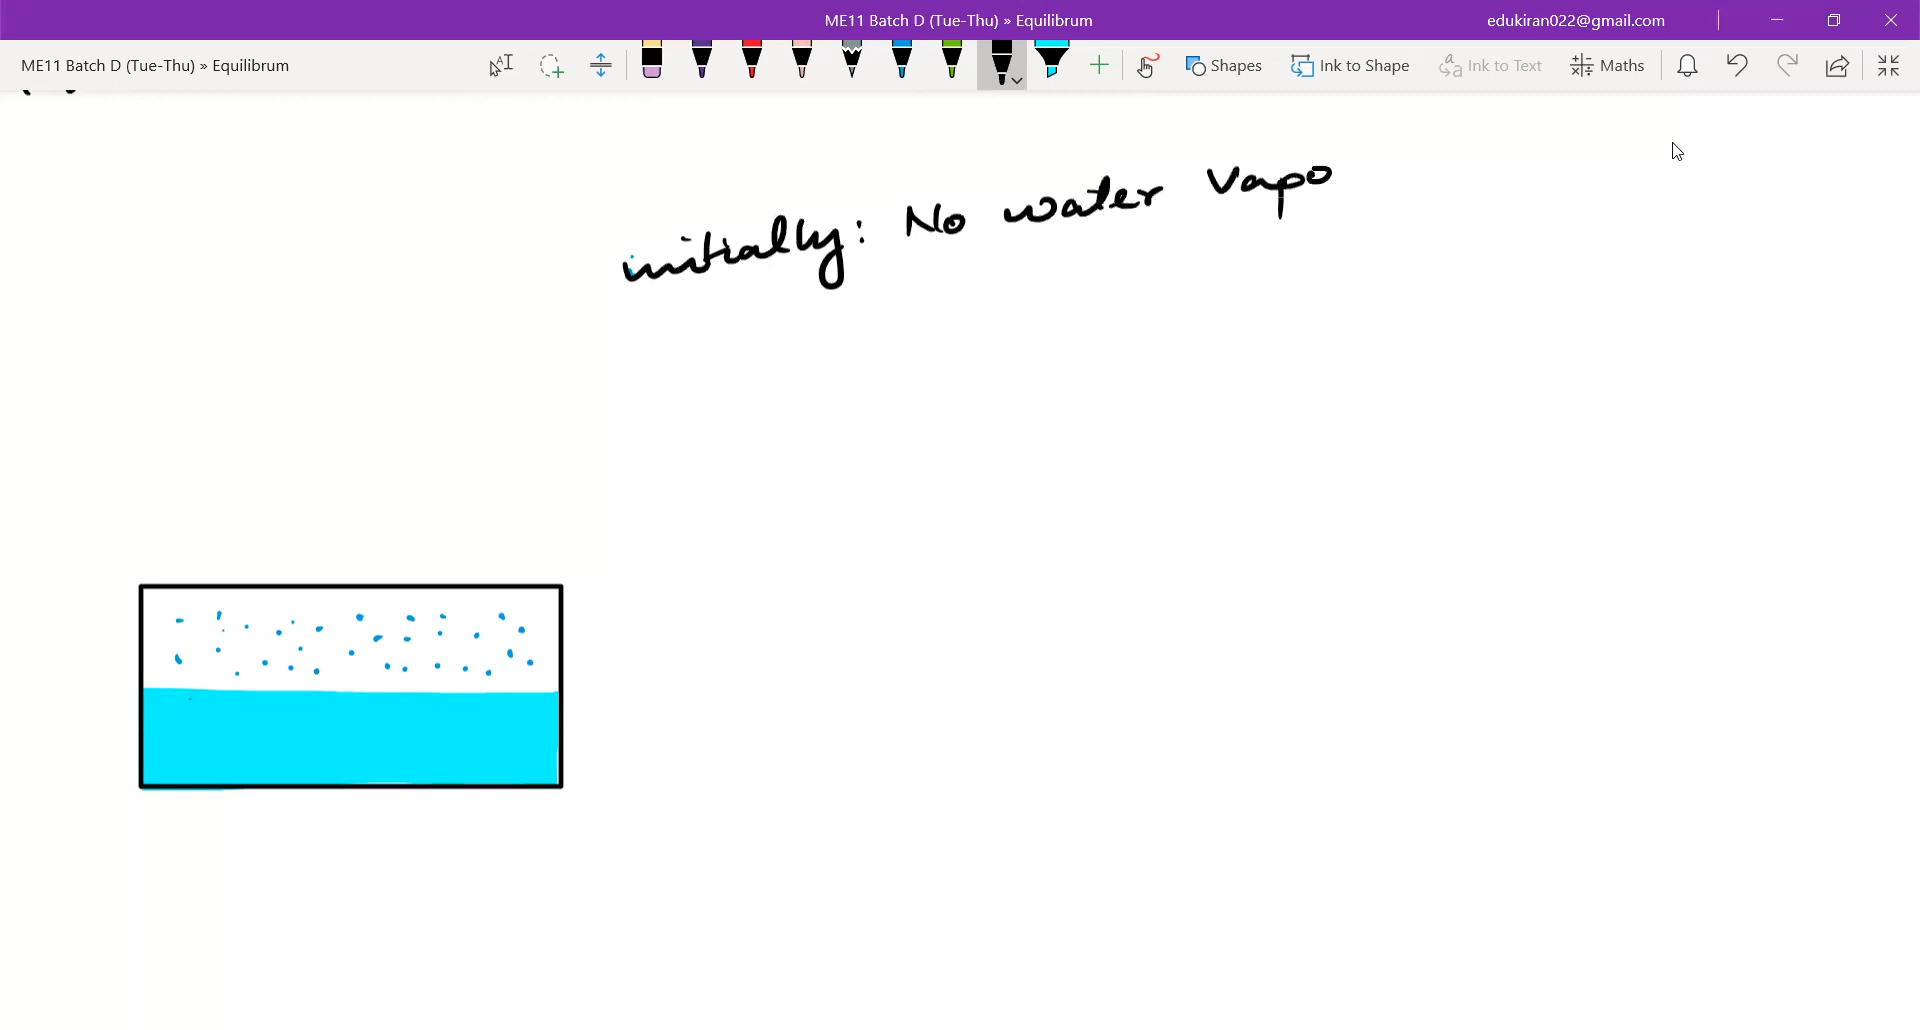 ME11 Batch D (Tue-Thu) » Equilibrum
edukiran022@gmail.com
ME11 Batch D (Tue-Thu) » Equilibrum
Shapes
Ink to Shape
Ink to Text
Maths
initially: No water vapo